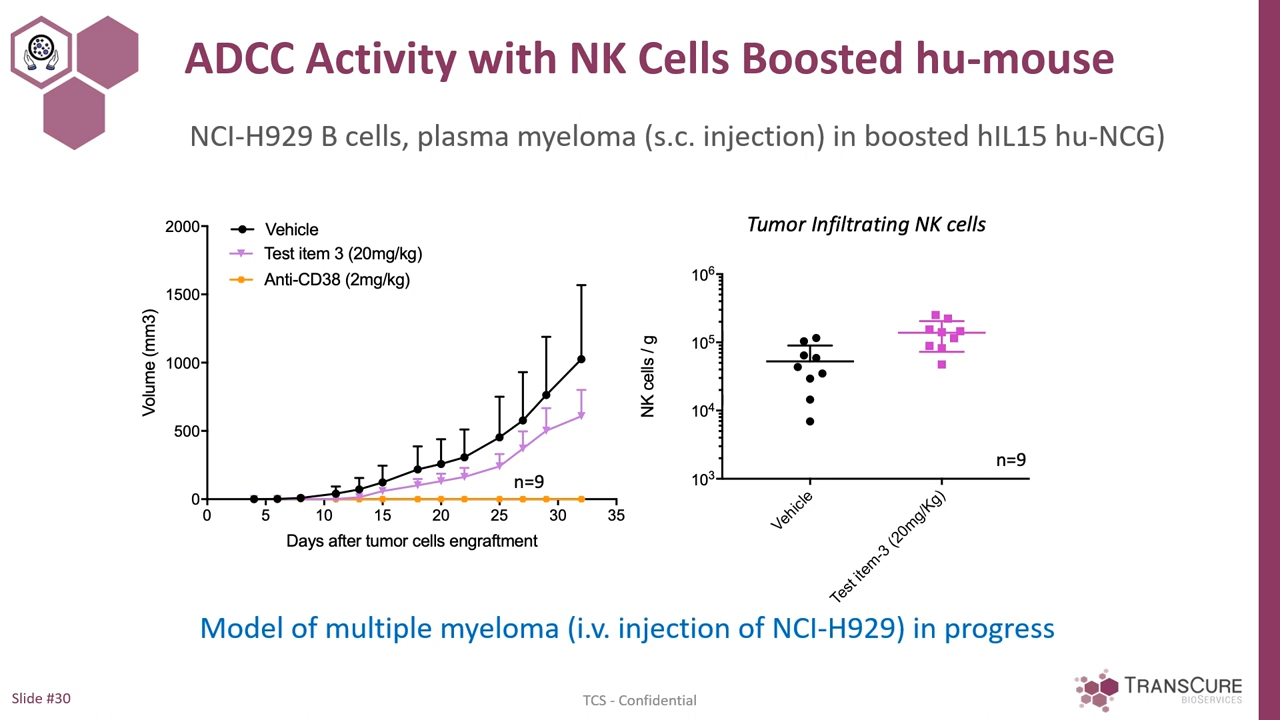 ADCC Activity with NK Cells Boosted hu-mouse
NCI-H929 B cells, plasma myeloma (s.c. injection) in boosted hIL15 hu-NCG)
2000
1500
1000
500
0
Volume (mm3)
Vehicle
Test item 3 (20mg/kg)
Anti-CD38 (2mg/kg)
n=9
0 5 10 15 20 25 30 35
Days after tumor cells engraftment
Tumor Infiltrating NK cells
10⁶
10⁵
10⁴
10³
NK cells / g
n=9
Vehicle
Test item-3 (20mg/Kg)
Model of multiple myeloma (i.v. injection of NCI-H929) in progress
Slide #30
TCS - Confidential
TRANSCURE
BIOSERVICES